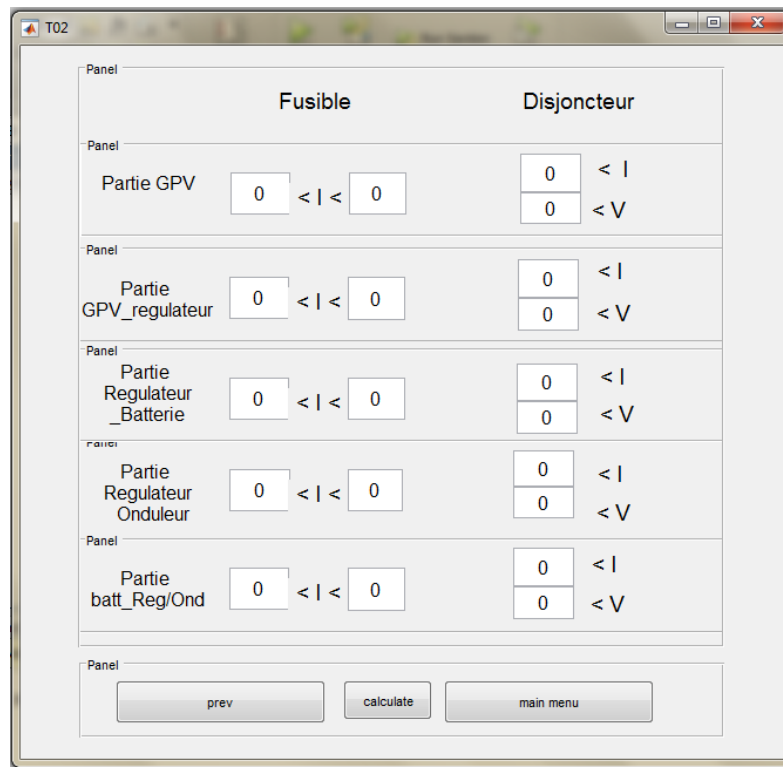 T02
Panel
Fusible Disjoncteur
Panel
Partie GPV
0 < I < 0
0 < I
0 < V
Panel
Partie
GPV_regulateur
0 < I < 0
0 < I
0 < V
Panel
Partie
Regulateur
_Batterie
0 < I < 0
0 < I
0 < V
Panel
Partie
Regulateur
Onduleur
0 < I < 0
0 < I
0 < V
Panel
Partie
batt_Reg/Ond
0 < I < 0
0 < I
0 < V
Panel
prev calculate main menu